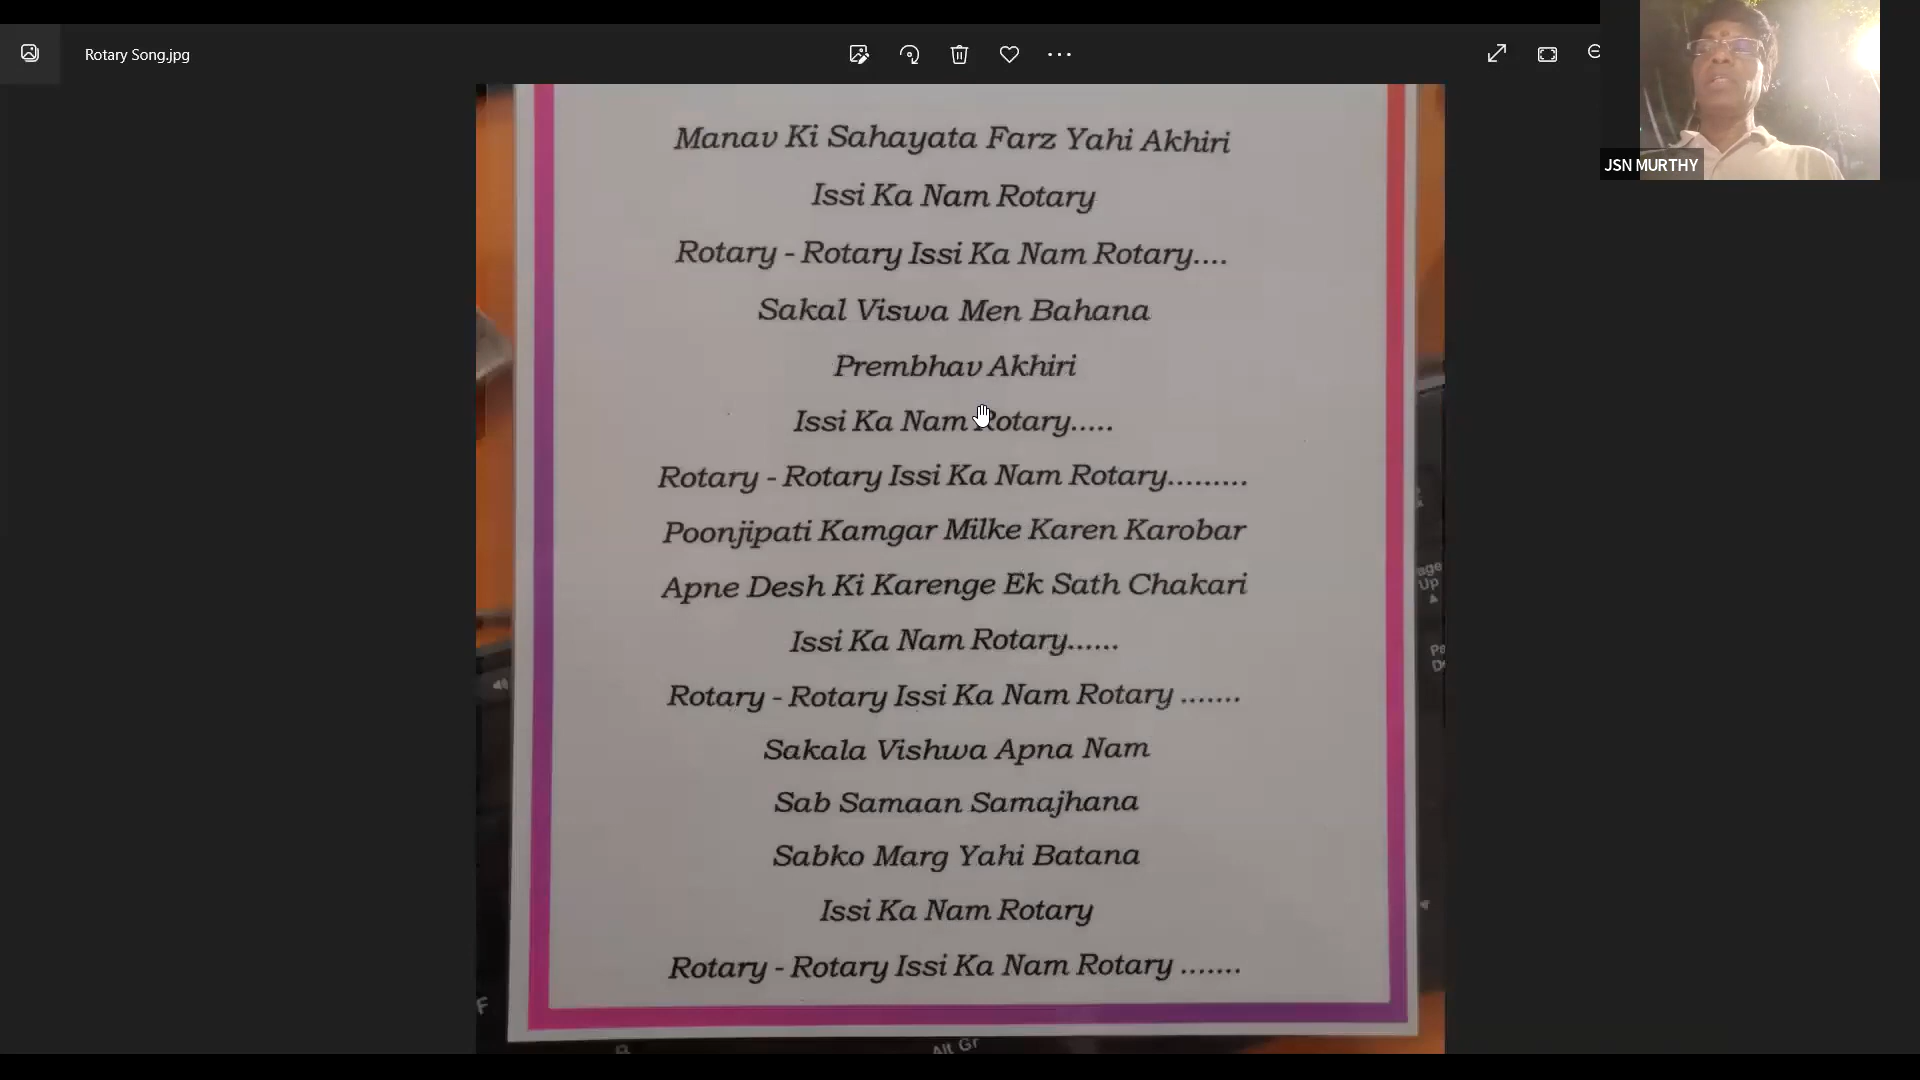 Rotary Song.jpg
JSN MURTHY
Manav Ki Sahayata Farz Yahi Akhiri
Issi Ka Nam Rotary
Rotary - Rotary Issi Ka Nam Rotary....
Sakal Viswa Men Bahana
Prembhav Akhiri
Issi Ka Nam Rotary.....
Rotary - Rotary Issi Ka Nam Rotary.........
Poonjipati Kamgar Milke Karen Karobar
Apne Desh Ki Karenge Ek Sath Chakari
Issi Ka Nam Rotary......
Rotary - Rotary Issi Ka Nam Rotary .......
Sakala Vishwa Apna Nam
Sab Samaan Samajhana
Sabko Marg Yahi Batana
Issi Ka Nam Rotary
Rotary - Rotary Issi Ka Nam Rotary .......
Up
F
Alt Gr